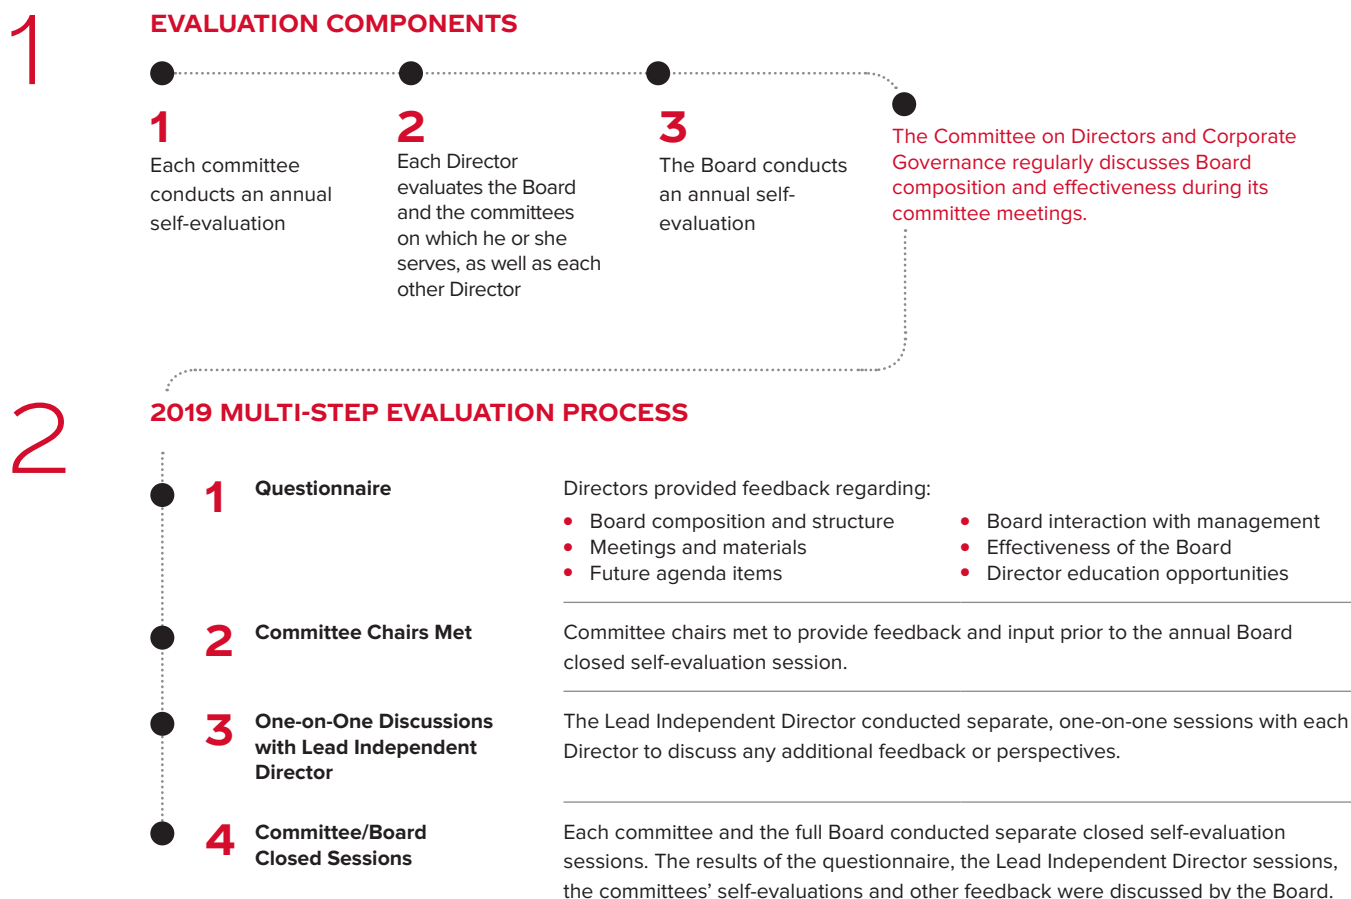 1
EVALUATION COMPONENTS
1
Each committee
conducts an annual
self-evaluation
2
Each Director
evaluates the Board
and the committees
on which he or she
serves, as well as each
other Director
3
The Board conducts
an annual self-
evaluation
The Committee on Directors and Corporate
Governance regularly discusses Board
composition and effectiveness during its
committee meetings.
2
2019 MULTI-STEP EVALUATION PROCESS
1
Questionnaire
Directors provided feedback regarding:
• Board composition and structure
• Meetings and materials
• Future agenda items
• Board interaction with management
• Effectiveness of the Board
• Director education opportunities
2
Committee Chairs Met
Committee chairs met to provide feedback and input prior to the annual Board
closed self-evaluation session.
3
One-on-One Discussions
with Lead Independent
Director
The Lead Independent Director conducted separate, one-on-one sessions with each
Director to discuss any additional feedback or perspectives.
4
Committee/Board
Closed Sessions
Each committee and the full Board conducted separate closed self-evaluation
sessions. The results of the questionnaire, the Lead Independent Director sessions,
the committees’ self-evaluations and other feedback were discussed by the Board.